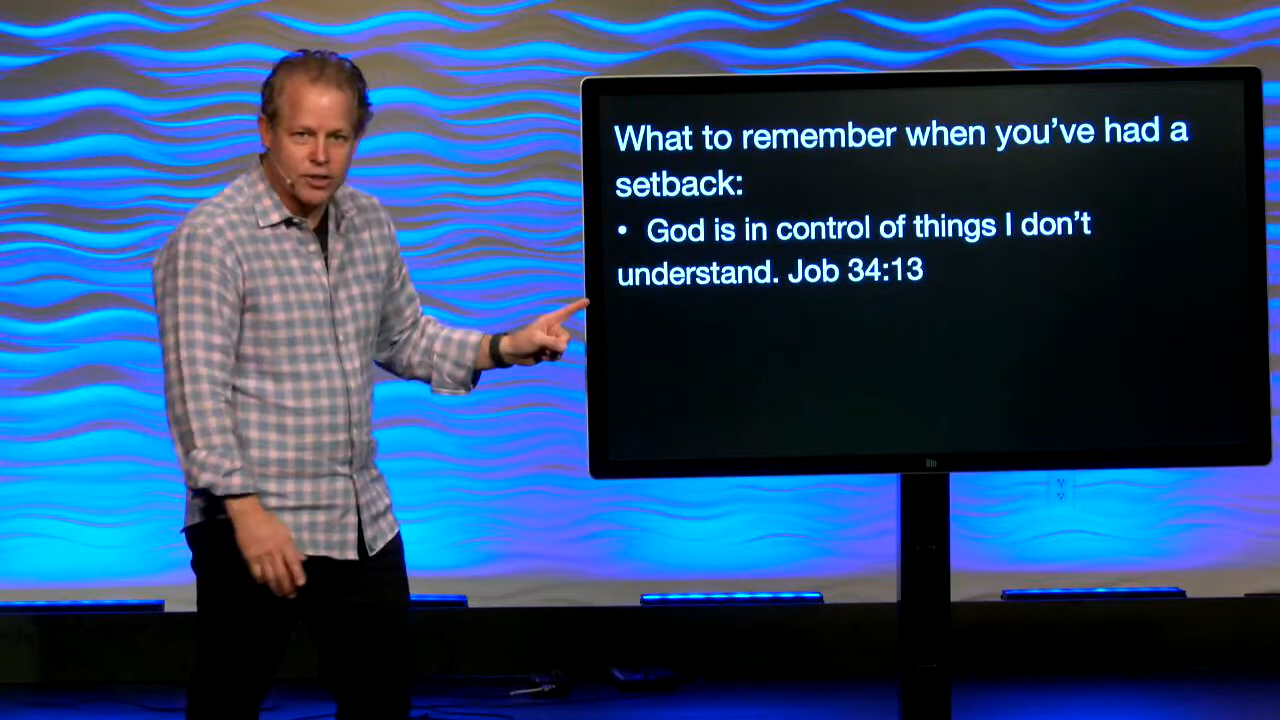 What to remember when you’ve had a
setback:
• God is in control of things I don’t
understand. Job 34:13
elo